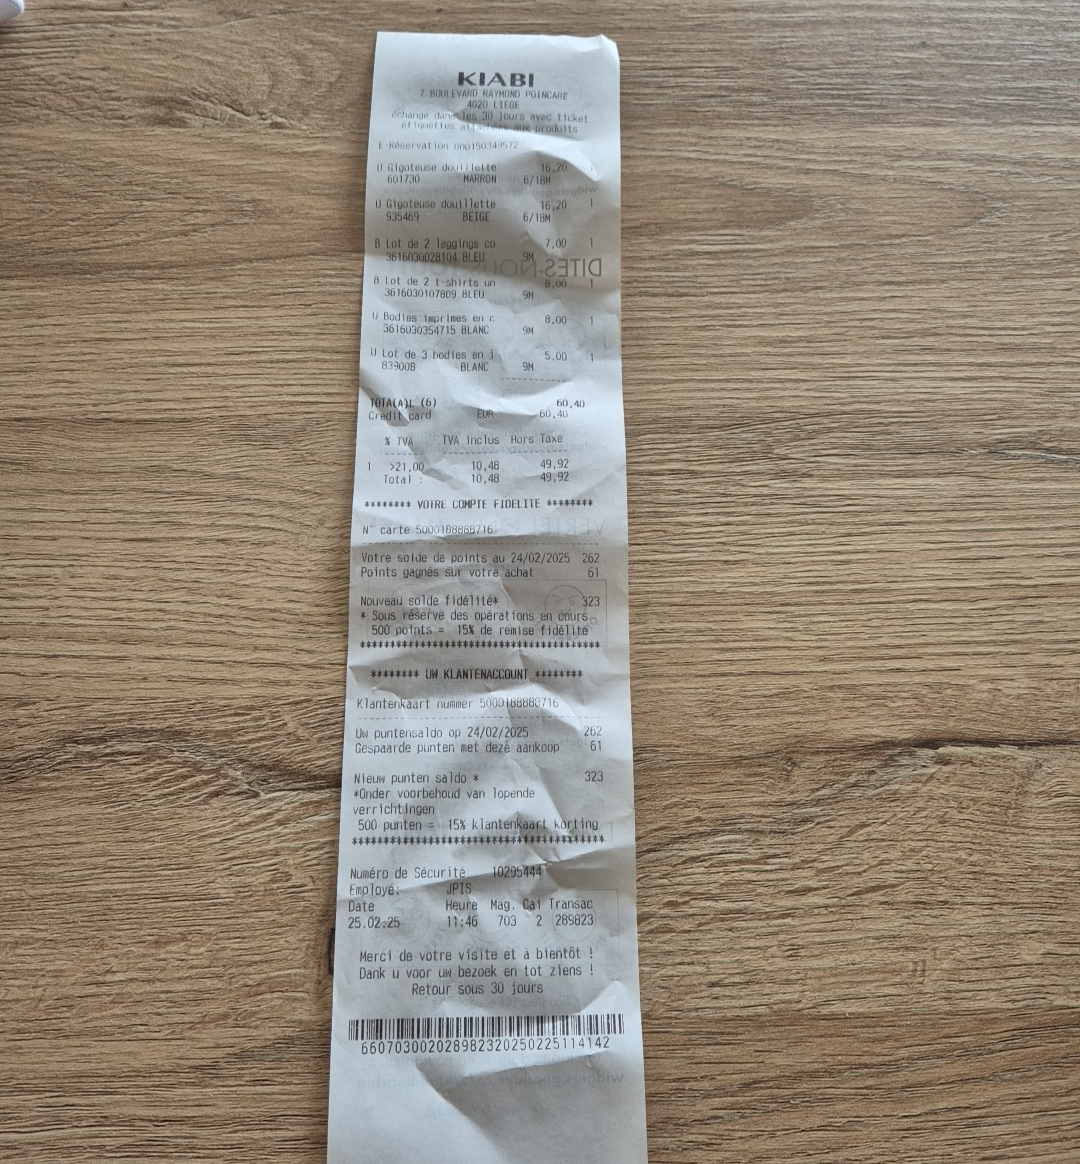 KIABI
7 BOULEVARD RAYMOND POINCARE
4020 LIEGE
échange dans les 30 jours avec ticket
étiquettes attachées aux produits
E-Réservation 000150349572
U Gigoteuse douillette 16,20 1
601730 MARRON 6/18M
U Gigoteuse douillette 16,20 1
935469 BEIGE 6/18M
B Lot de 2 leggings co 7,00 1
3616030028104 BLEU 9M
B Lot de 2 t-shirts un 8,00 1
3616030107809 BLEU 9M
U Bodies imprimes en c 8,00 1
3616030354715 BLANC 9M
U Lot de 3 bodies en j 5,00 1
839008 BLANC 9M
TOTA(A)L (6) 60,40
Credit card EUR 60,40
% TVA TVA Inclus Hors Taxe
1 >21,00 10,48 49,92
Total : 10,48 49,92
******** VOTRE COMPTE FIDELITE ********
N° carte 5000188888716
Votre solde de points au 24/02/2025 262
Points gagnés sur votre achat 61
Nouveau solde fidélité* 323
* Sous réserve des opérations en cours
500 points = 15% de remise fidélité
****************************************
******** UW KLANTENACCOUNT ********
Klantenkaart nummer 5000188888716
Uw puntensaldo op 24/02/2025 262
Gespaarde punten met deze aankoop 61
Nieuw punten saldo * 323
*Onder voorbehoud van lopende
verrichtingen
500 punten = 15% klantenkaart korting
****************************************
Numéro de Sécurité 10295444
Employé: JPIS
Date Heure Mag. Cai Transac
25.02.25 11:46 703 2 289823
Merci de votre visite et à bientôt !
Dank u voor uw bezoek en tot ziens !
Retour sous 30 jours
660703002028982320250225114142